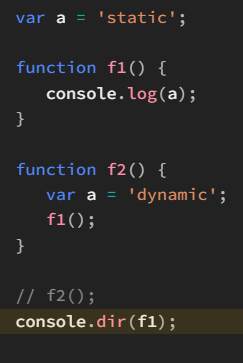 var a = 'static';
function f1() {
console.log(a);
}
function f2() {
var a = 'dynamic';
f1();
}
// f2();
console.dir(f1);